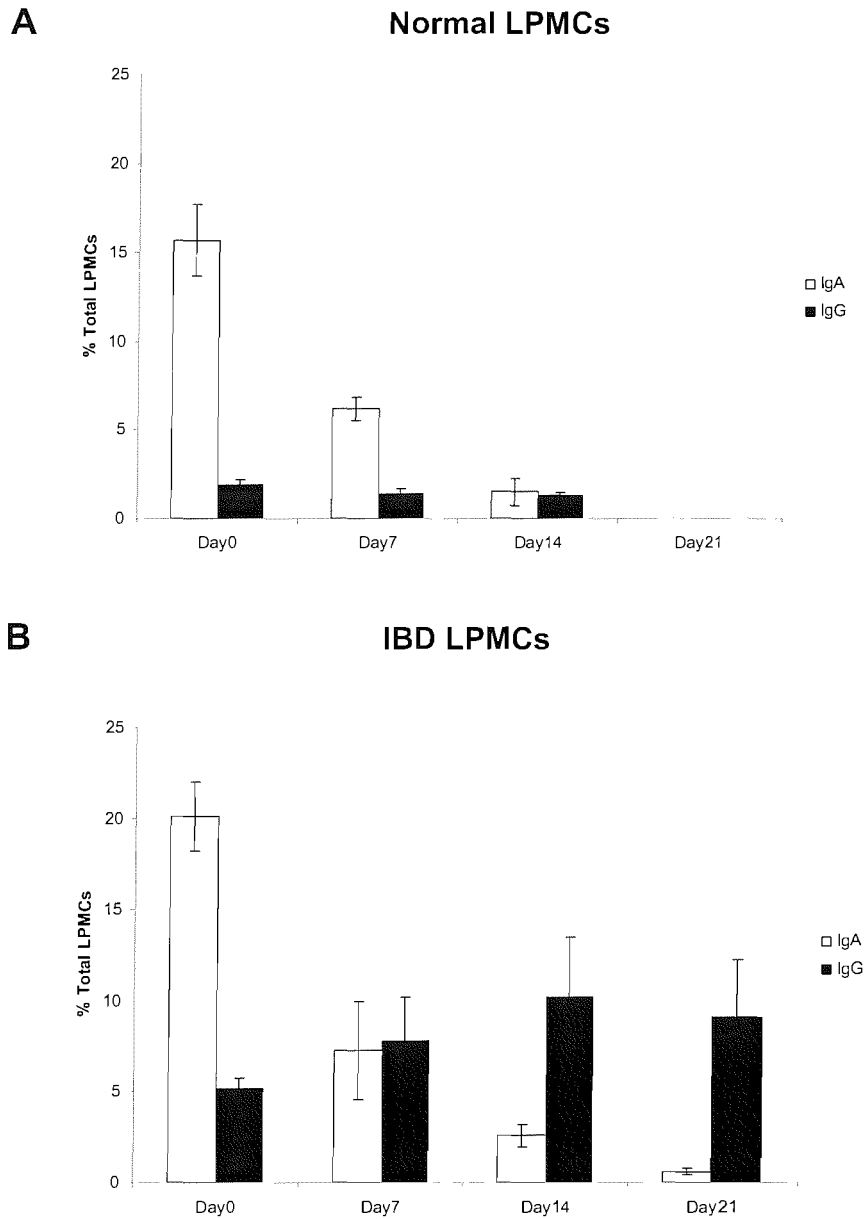 A
Normal LPMCs
25
20
15
10
5
0
% Total LPMCs
IgA
IgG
Day0
Day7
Day14
Day21
B
IBD LPMCs
25
20
15
10
5
0
% Total LPMCs
IgA
IgG
Day0
Day7
Day14
Day21